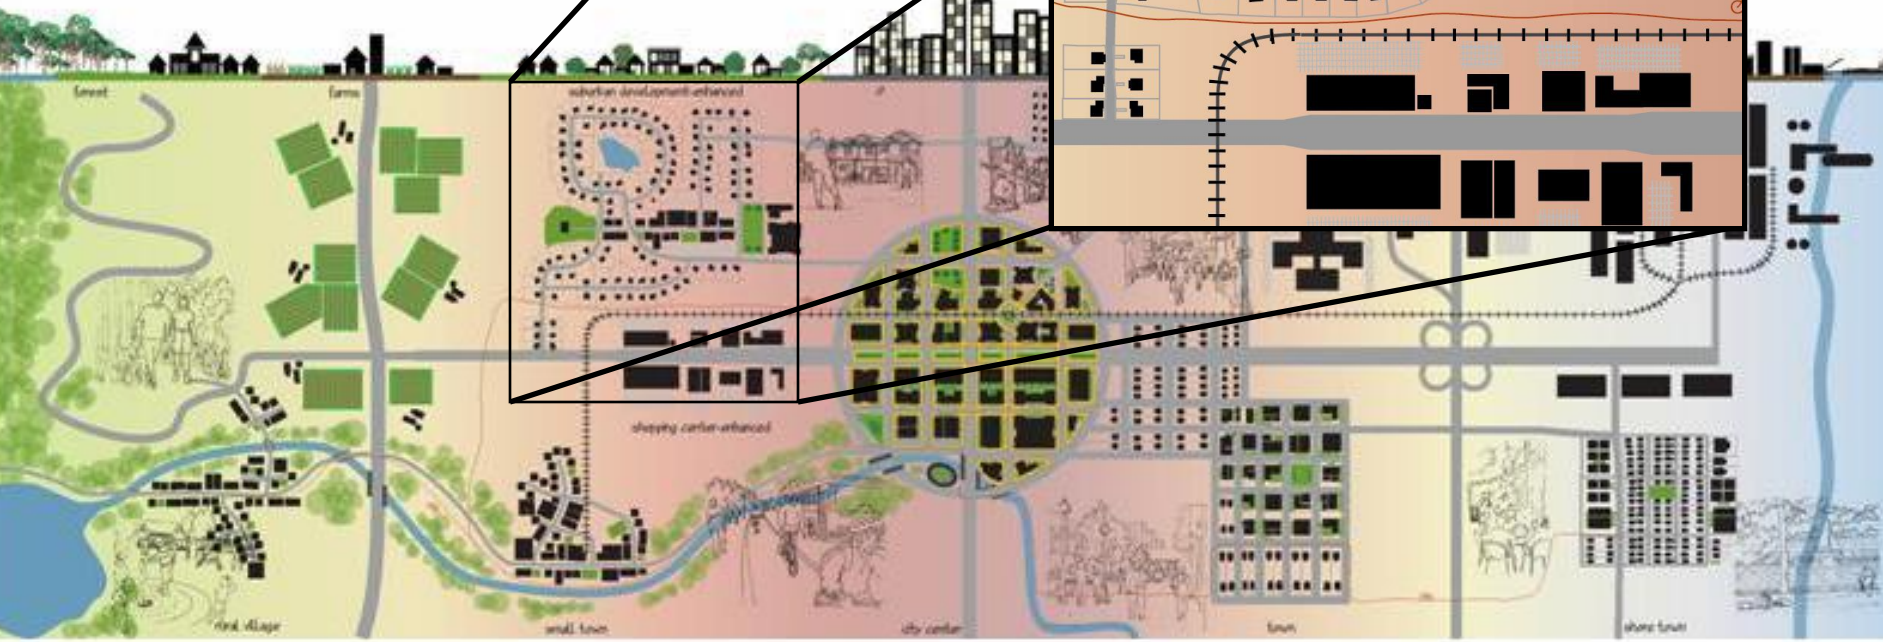 forest
farms
suburban development-enhanced
shopping center-enhanced
rural village
small town
city center
town
shore town